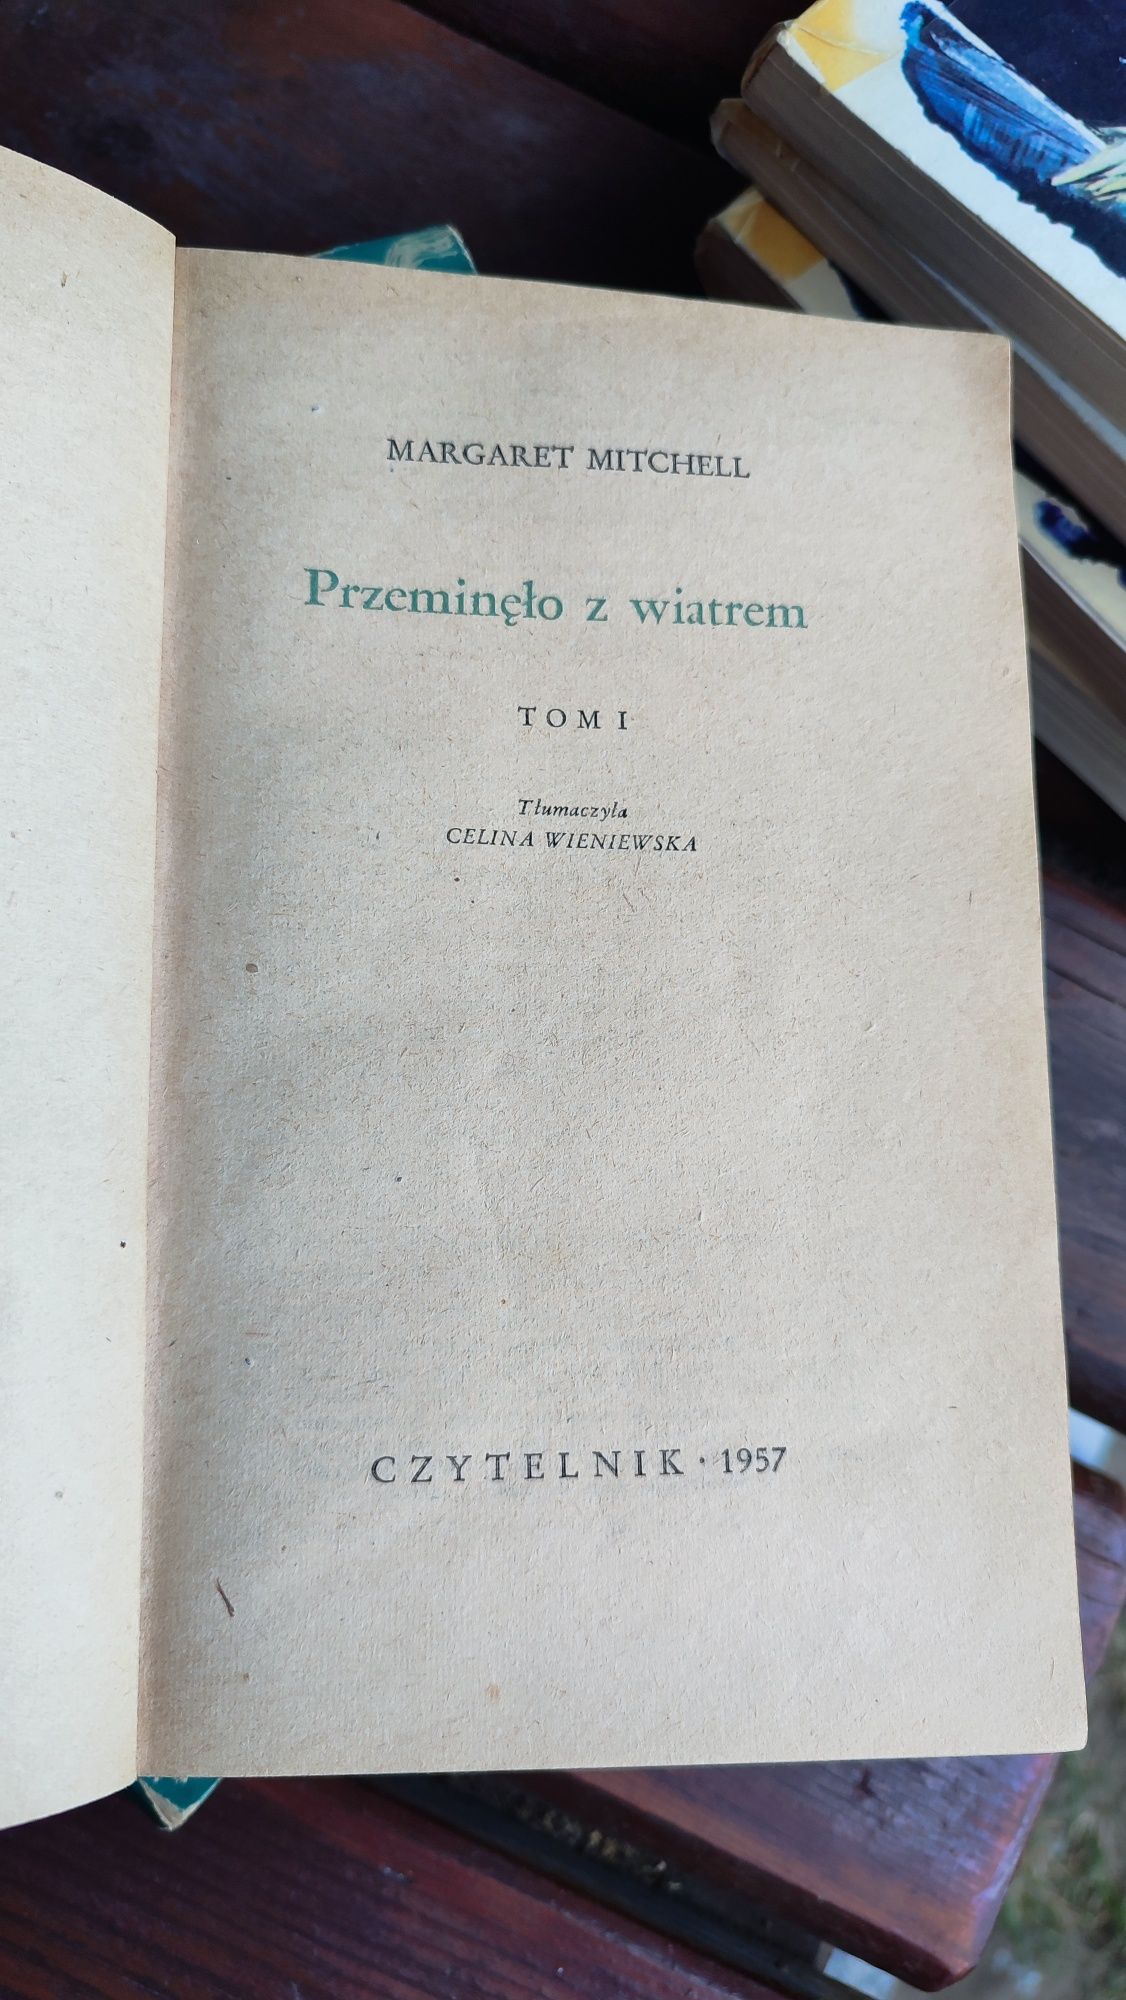 MARGARET MITCHELL
Przeminęło z wiatrem
TOM I
Tłumaczyła
CELINA WIENIEWSKA
CZYTELNIK · 1957